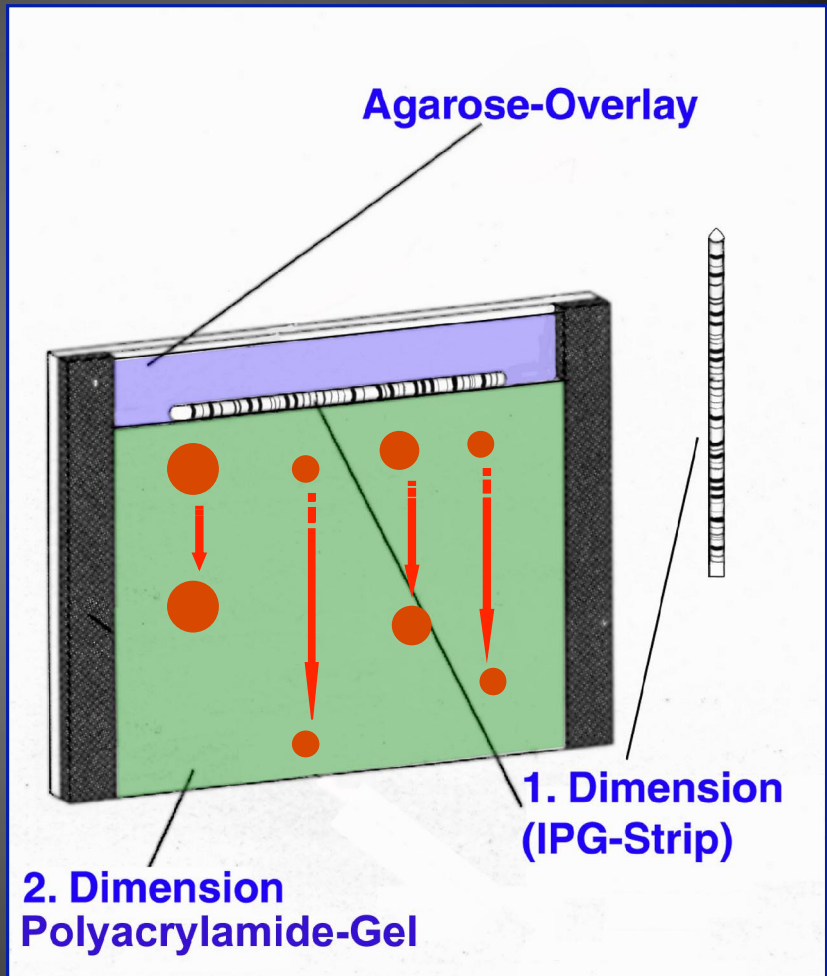 Agarose-Overlay
1. Dimension
(IPG-Strip)
2. Dimension
Polyacrylamide-Gel